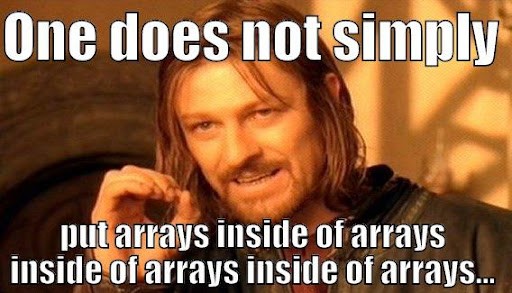 One does not simply
put arrays inside of arrays
inside of arrays inside of arrays...